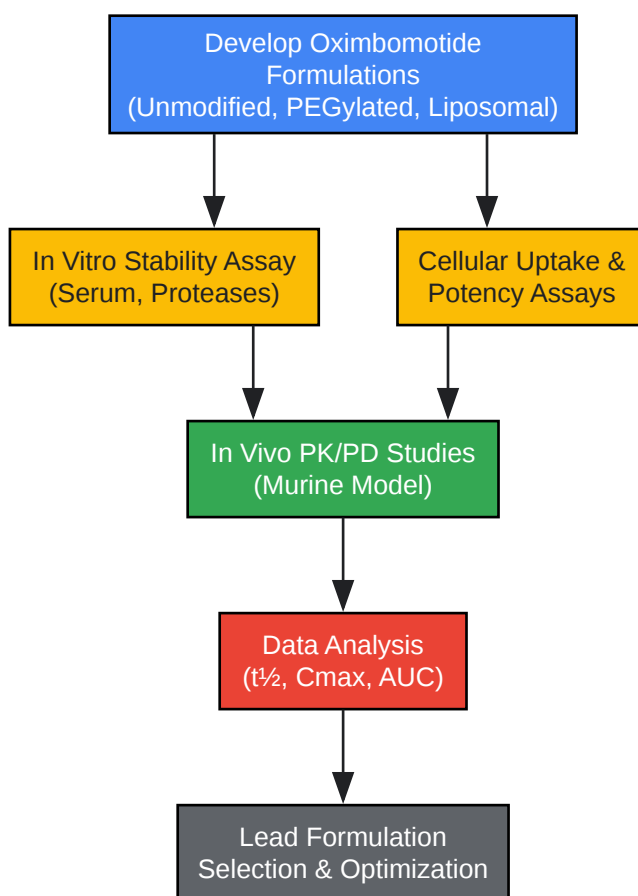 Develop Oximbomotide
Formulations
(Unmodified, PEGylated, Liposomal)
In Vitro Stability Assay
(Serum, Proteases)
Cellular Uptake &
Potency Assays
In Vivo PK/PD Studies
(Murine Model)
Data Analysis
(t½, Cmax, AUC)
Lead Formulation
Selection & Optimization